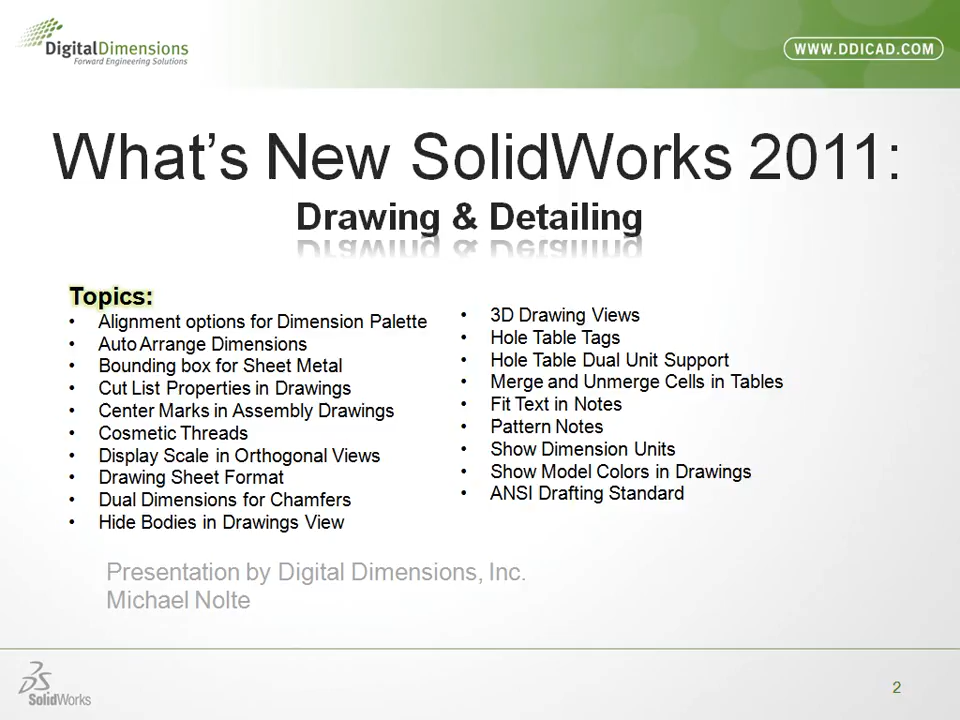 DigitalDimensions
Forward Engineering Solutions
WWW.DDICAD.COM
What's New SolidWorks 2011:
Drawing & Detailing
Topics:
• Alignment options for Dimension Palette
• Auto Arrange Dimensions
• Bounding box for Sheet Metal
• Cut List Properties in Drawings
• Center Marks in Assembly Drawings
• Cosmetic Threads
• Display Scale in Orthogonal Views
• Drawing Sheet Format
• Dual Dimensions for Chamfers
• Hide Bodies in Drawings View
• 3D Drawing Views
• Hole Table Tags
• Hole Table Dual Unit Support
• Merge and Unmerge Cells in Tables
• Fit Text in Notes
• Pattern Notes
• Show Dimension Units
• Show Model Colors in Drawings
• ANSI Drafting Standard
Presentation by Digital Dimensions, Inc.
Michael Nolte
SolidWorks
2